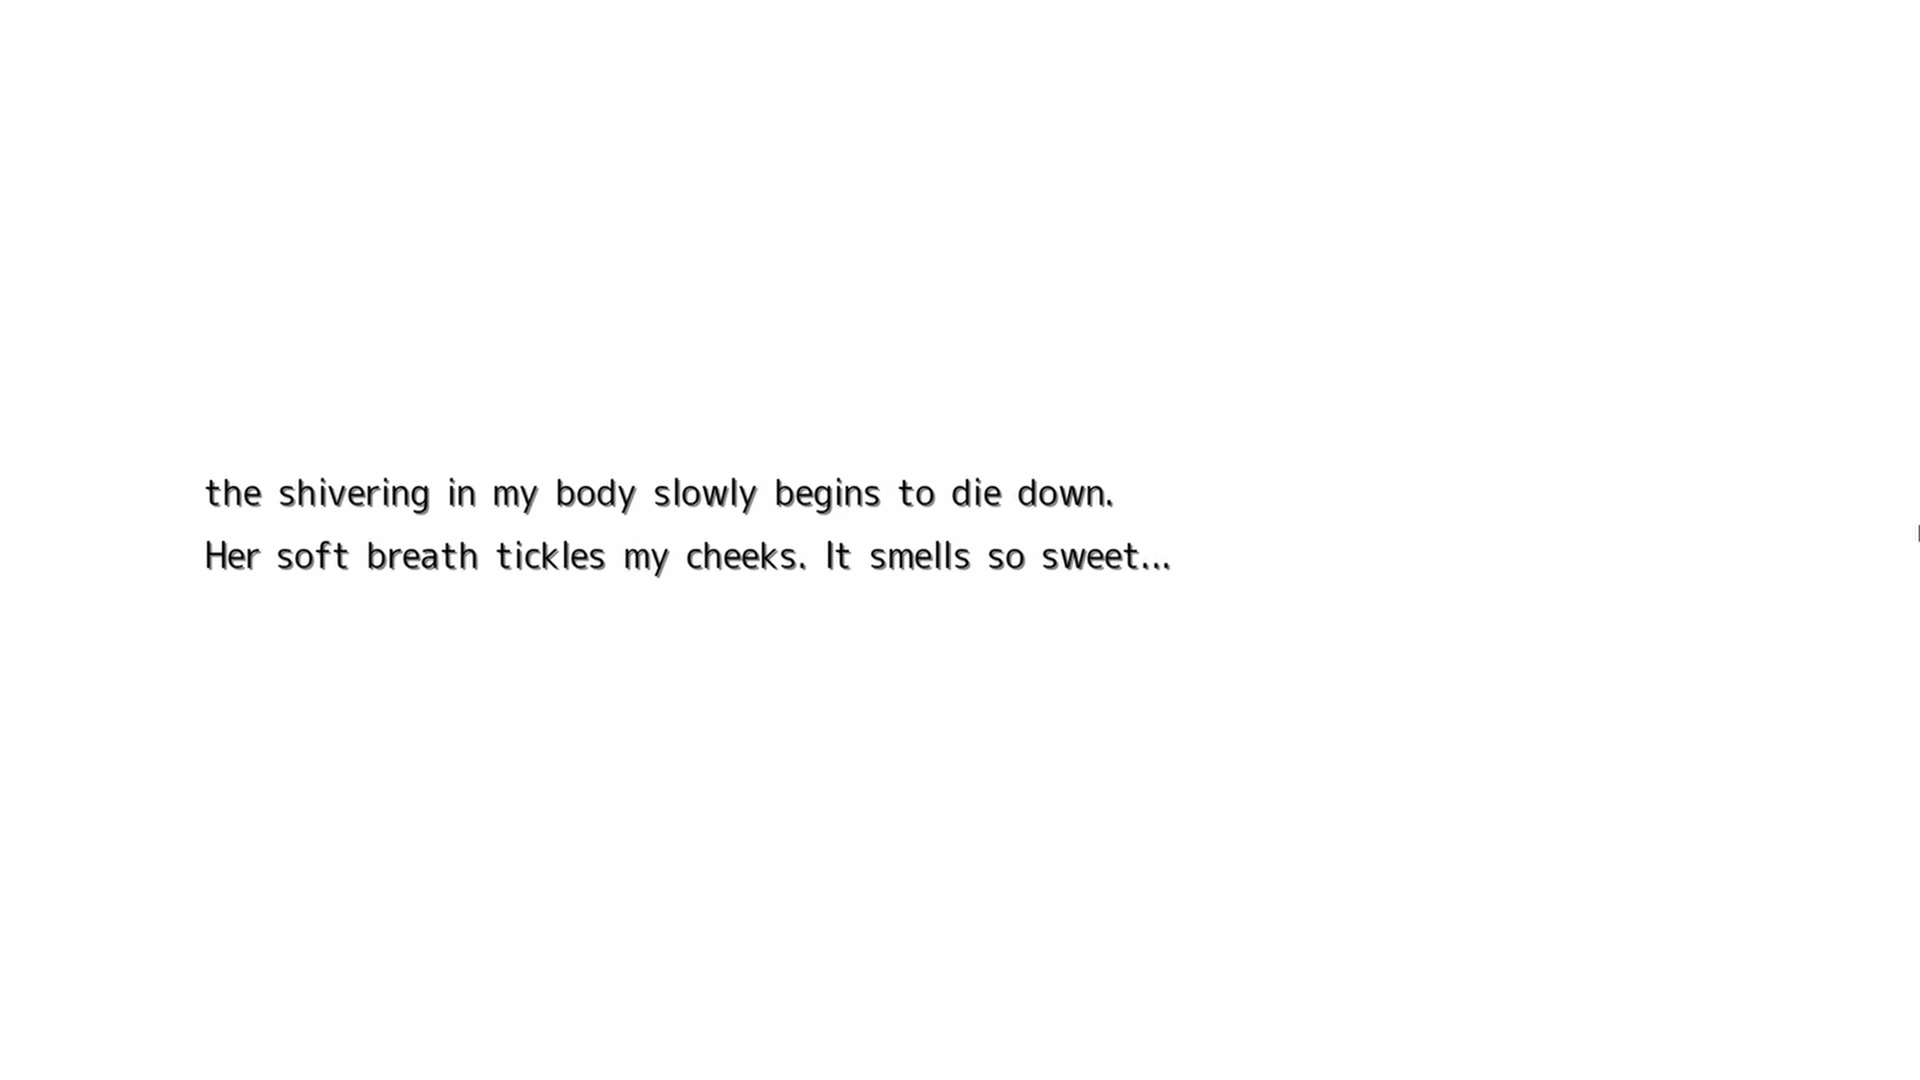 the shivering in my body slowly begins to die down.
Her soft breath tickles my cheeks. It smells so sweet...